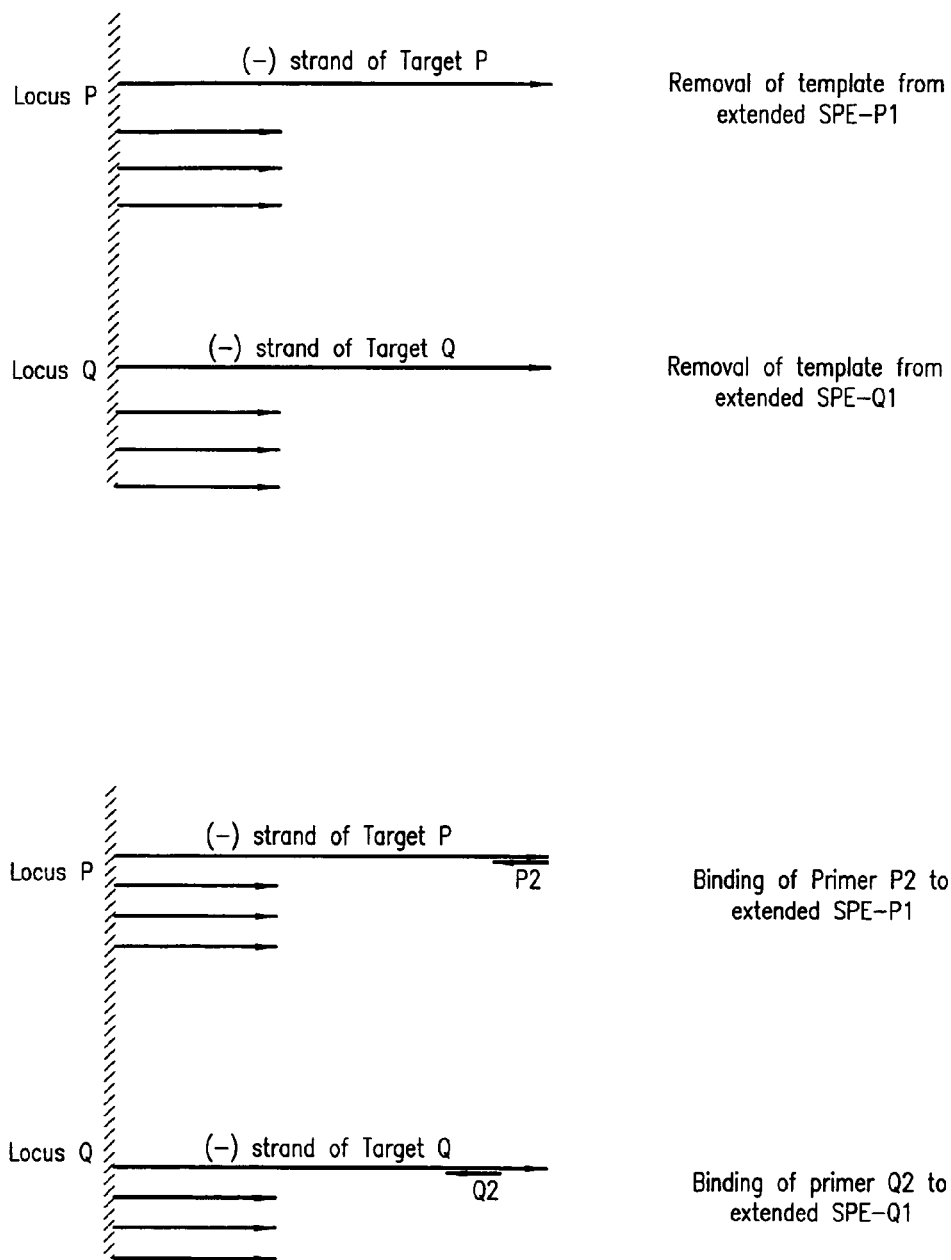 (-) strand of Target P
Locus P
Removal of template from
extended SPE-P1
(-) strand of Target Q
Locus Q
Removal of template from
extended SPE-Q1
(-) strand of Target P
Locus P
P2
Binding of Primer P2 to
extended SPE-P1
(-) strand of Target Q
Locus Q
Q2
Binding of primer Q2 to
extended SPE-Q1